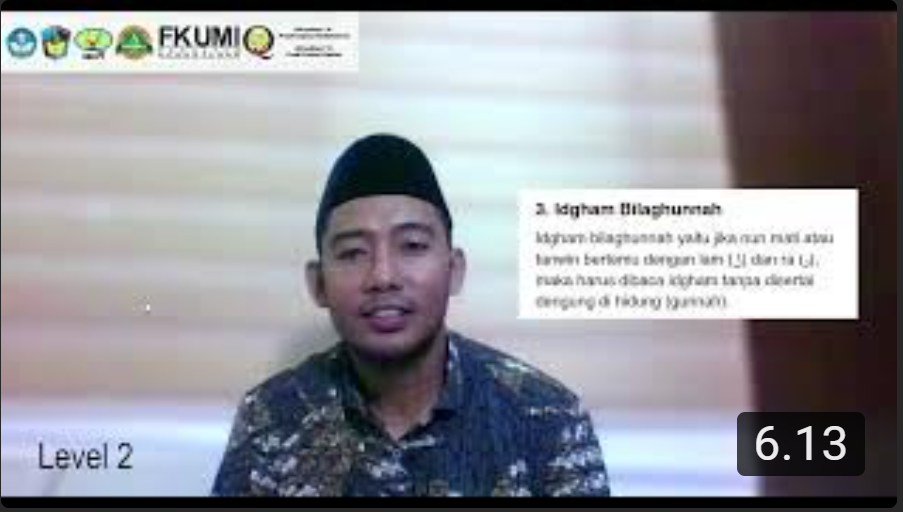 FKUMI
3. Idgham Bilaghunnah
Idgham bilaghunnah yaitu jika nun mati atau
tanwin bertemu dengan lam (ل) dan ra (ر),
maka harus dibaca idgham tanpa disertai
dengung di hidung (gunnah).
Level 2
6.13